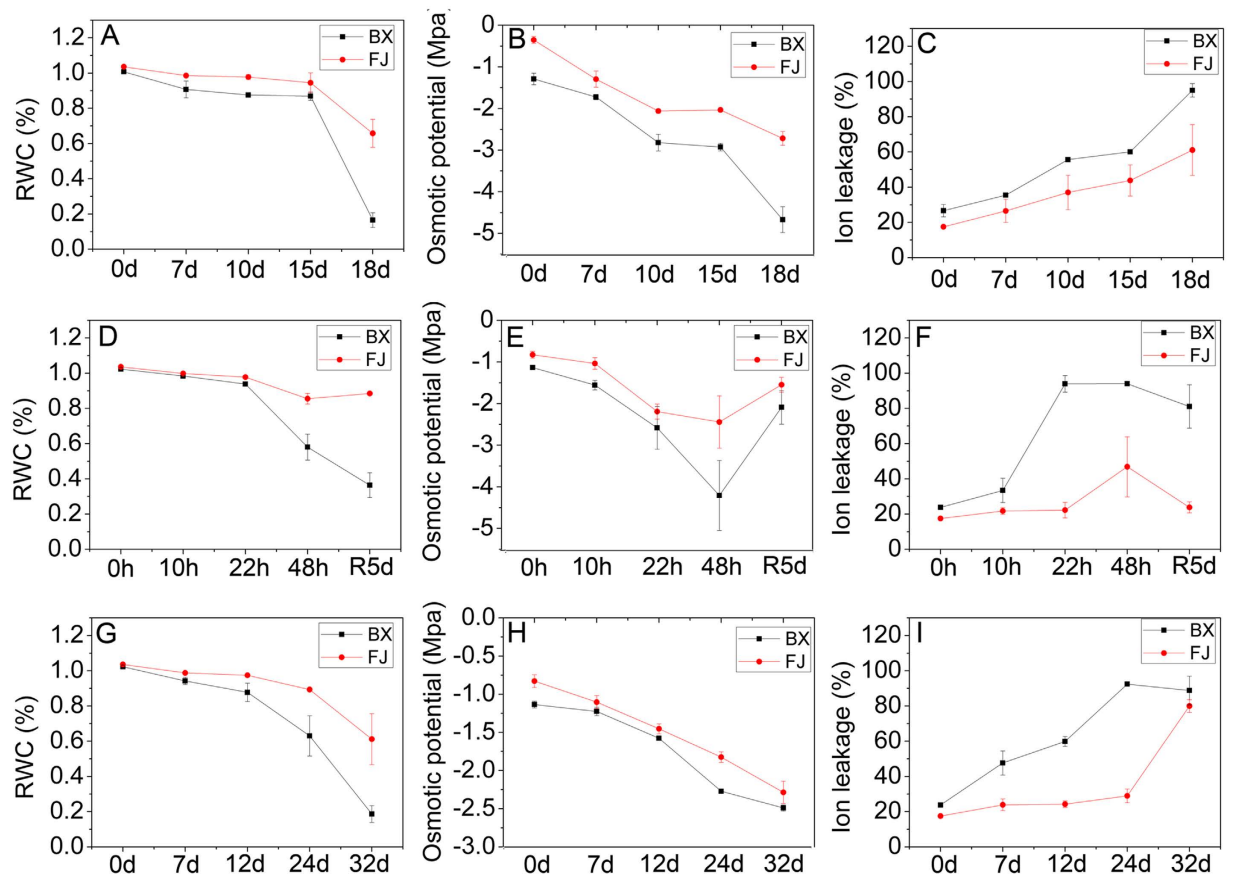 A
BX
FJ
RWC (%)
1.2
1.0
0.8
0.6
0.4
0.2
0.0
0d 7d 10d 15d 18d
B
BX
FJ
Osmotic potential (Mpa)
0
-1
-2
-3
-4
-5
0d 7d 10d 15d 18d
C
BX
FJ
Ion leakage (%)
120
100
80
60
40
20
0
0d 7d 10d 15d 18d
D
BX
FJ
RWC (%)
1.2
1.0
0.8
0.6
0.4
0.2
0.0
0h 10h 22h 48h R5d
E
BX
FJ
Osmotic potential (Mpa)
0
-1
-2
-3
-4
-5
0h 10h 22h 48h R5d
F
BX
FJ
Ion leakage (%)
120
100
80
60
40
20
0
0h 10h 22h 48h R5d
G
BX
FJ
RWC (%)
1.2
1.0
0.8
0.6
0.4
0.2
0.0
0d 7d 12d 24d 32d
H
BX
FJ
Osmotic potential (Mpa)
0.0
-0.5
-1.0
-1.5
-2.0
-2.5
-3.0
0d 7d 12d 24d 32d
I
BX
FJ
Ion leakage (%)
120
100
80
60
40
20
0
0d 7d 12d 24d 32d